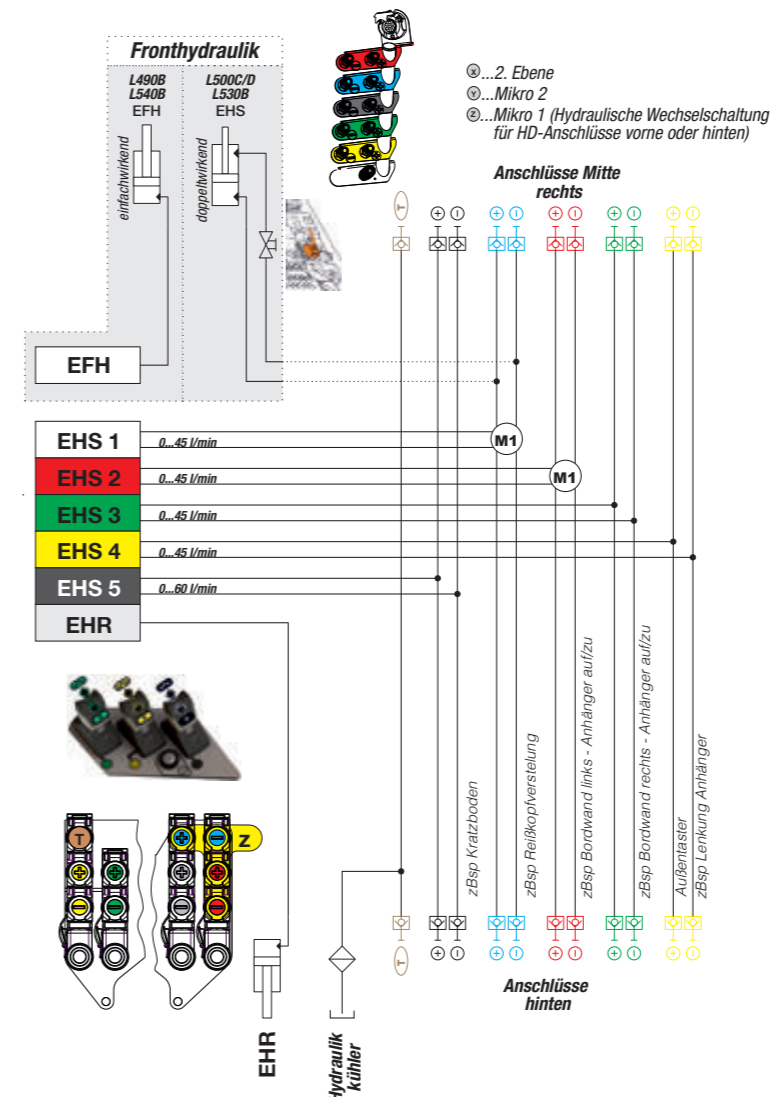 Fronthydraulik
L490B
L540B
EFH
L500C/D
L530B
EHS
einfachwirkend
doppeltwirkend
X...2. Ebene
Y...Mikro 2
Z...Mikro 1 (Hydraulische Wechselschaltung
für HD-Anschlüsse vorne oder hinten)
Anschlüsse Mitte
rechts
T + - + - + - + - + -
EFH
EHS 1 0...45 l/min M1
EHS 2 0...45 l/min M1
EHS 3 0...45 l/min
EHS 4 0...45 l/min
EHS 5 0...60 l/min
EHR
zBsp Kratzboden
zBsp Reißkopfverstelung
zBsp Bordwand links - Anhänger auf/zu
zBsp Bordwand rechts - Anhänger auf/zu
Außentaster
zBsp Lenkung Anhänger
T + - Z
+ + - +
- - - -
T + - + - + - + - + -
EHR
Hydraulik
kühler
Anschlüsse
hinten